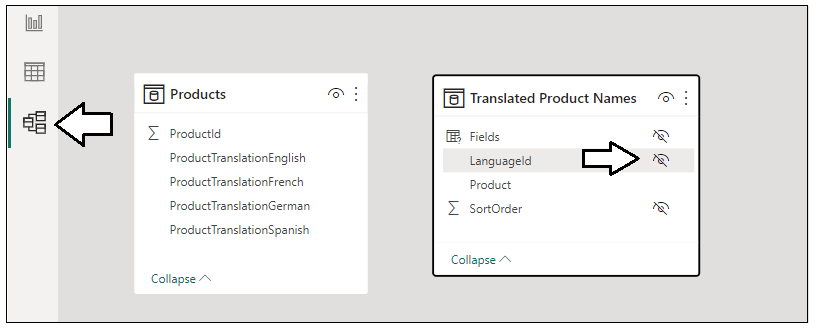 Products
ProductId
ProductTranslationEnglish
ProductTranslationFrench
ProductTranslationGerman
ProductTranslationSpanish
Collapse
Translated Product Names
Fields
LanguageId
Product
SortOrder
Collapse